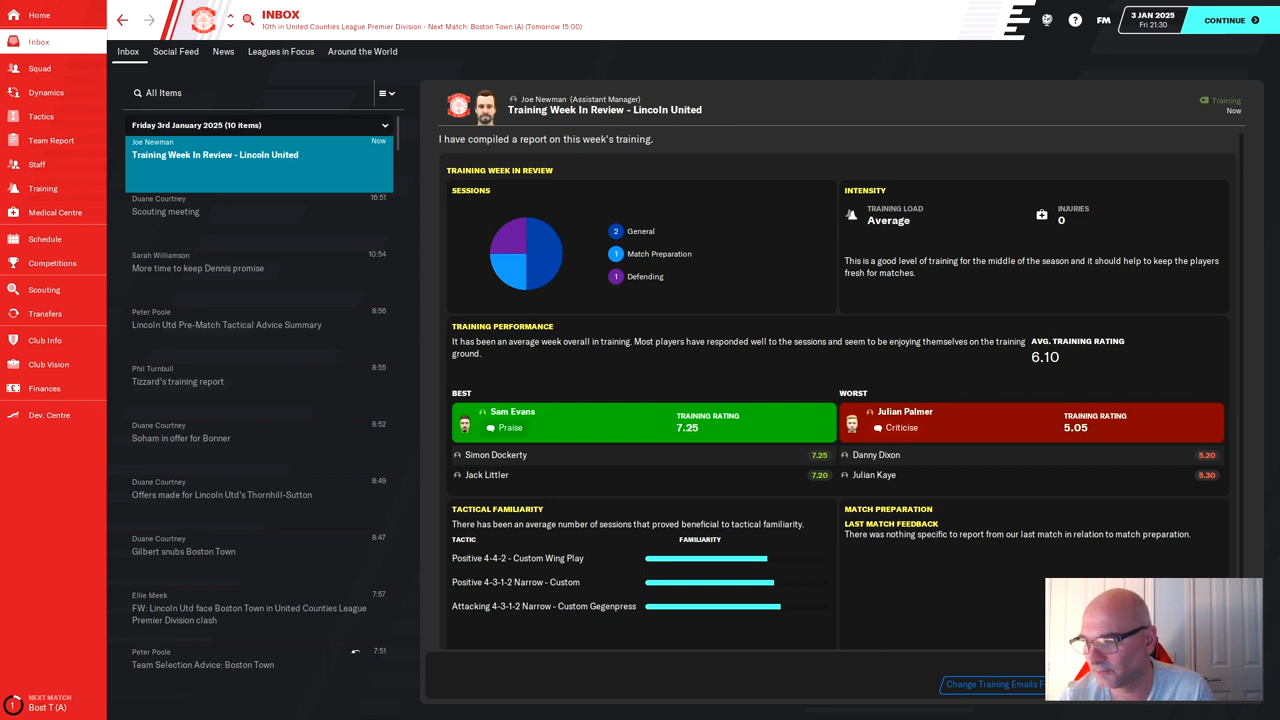 Home
Inbox
Squad
Dynamics
Tactics
Team Report
Staff
Training
Medical Centre
Schedule
Competitions
Scouting
Transfers
Club Info
Club Vision
Finances
Dev. Centre
1
NEXT MATCH
Bost T (A)
INBOX
10th in United Counties League Premier Division - Next Match: Boston Town (A) (Tomorrow 15:00)
?
FM
3 JAN 2025
Fri 21:30
CONTINUE
Inbox
Social Feed
News
Leagues in Focus
Around the World
All Items
Friday 3rd January 2025 (10 items)
Joe Newman Now
Training Week In Review - Lincoln United
Duane Courtney 16:51
Scouting meeting
Sarah Williamson 10:54
More time to keep Dennis promise
Peter Poole 8:56
Lincoln Utd Pre-Match Tactical Advice Summary
Phil Turnbull 8:55
Tizzard's training report
Duane Courtney 8:52
Soham in offer for Bonner
Duane Courtney 8:49
Offers made for Lincoln Utd's Thornhill-Sutton
Duane Courtney 8:47
Gilbert snubs Boston Town
Ellie Meek 7:57
FW: Lincoln Utd face Boston Town in United Counties League
Premier Division clash
Peter Poole 7:51
Team Selection Advice: Boston Town
Joe Newman (Assistant Manager)
Training Week In Review - Lincoln United
Training
Now
I have compiled a report on this week's training.
TRAINING WEEK IN REVIEW
SESSIONS
2 General
1 Match Preparation
1 Defending
INTENSITY
TRAINING LOAD
Average
INJURIES
0
This is a good level of training for the middle of the season and it should help to keep the players
fresh for matches.
TRAINING PERFORMANCE
It has been an average week overall in training. Most players have responded well to the sessions and seem to be enjoying themselves on the training
ground.
AVG. TRAINING RATING
6.10
BEST
Sam Evans
Praise
TRAINING RATING
7.25
Simon Dockerty 7.25
Jack Littler 7.20
WORST
Julian Palmer
Criticise
TRAINING RATING
5.05
Danny Dixon 5.20
Julian Kaye 5.30
TACTICAL FAMILIARITY
There has been an average number of sessions that proved beneficial to tactical familiarity.
TACTIC FAMILIARITY
Positive 4-4-2 - Custom Wing Play
Positive 4-3-1-2 Narrow - Custom
Attacking 4-3-1-2 Narrow - Custom Gegenpress
MATCH PREPARATION
LAST MATCH FEEDBACK
There was nothing specific to report from our last match in relation to match preparation.
Change Training Emails